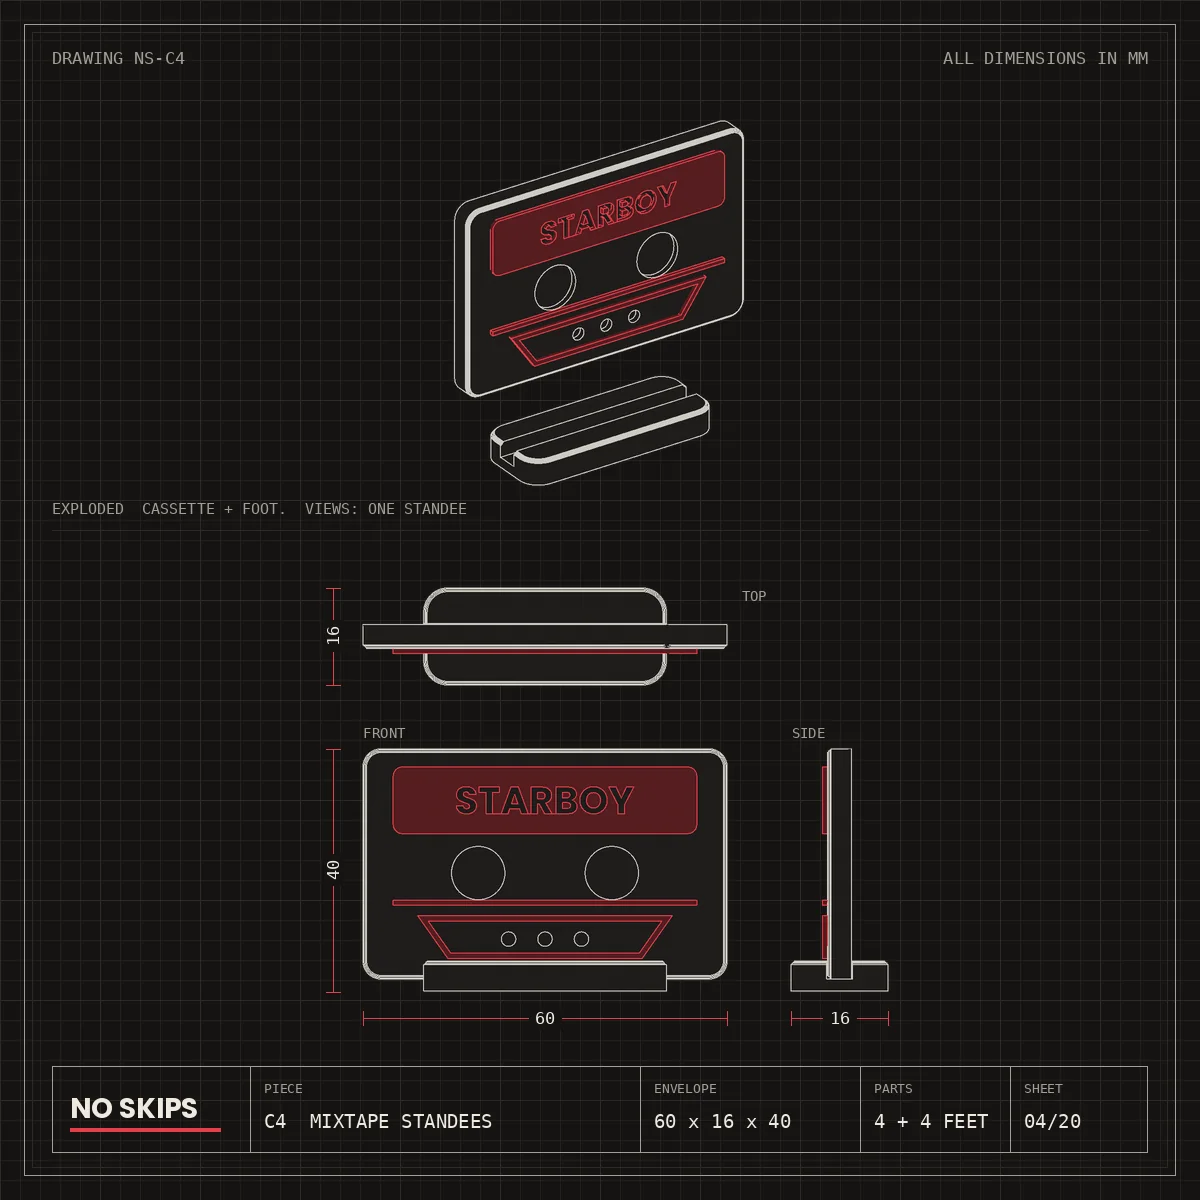 DRAWING NS-C4
ALL DIMENSIONS IN MM
STARBOY
EXPLODED  CASSETTE + FOOT.  VIEWS: ONE STANDEE
TOP
16
FRONT
SIDE
STARBOY
40
60
16
NO SKIPS
PIECE
C4  MIXTAPE STANDEES
ENVELOPE
60 x 16 x 40
PARTS
4 + 4 FEET
SHEET
04/20